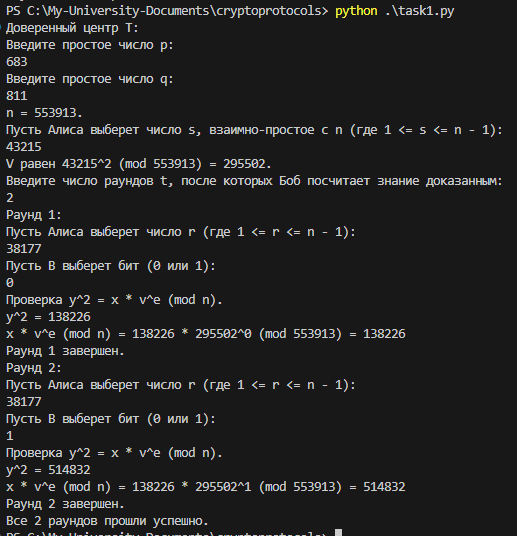 PS C:\My-University-Documents\cryptoprotocols> python .\task1.py
Доверенный центр T:
Введите простое число p:
683
Введите простое число q:
811
n = 553913.
Пусть Алиса выберет число s, взаимно-простое с n (где 1 <= s <= n - 1):
43215
V равен 43215^2 (mod 553913) = 295502.
Введите число раундов t, после которых Боб посчитает знание доказанным:
2
Раунд 1:
Пусть Алиса выберет число r (где 1 <= r <= n - 1):
38177
Пусть B выберет бит (0 или 1):
0
Проверка y^2 = x * v^e (mod n).
y^2 = 138226
x * v^e (mod n) = 138226 * 295502^0 (mod 553913) = 138226
Раунд 1 завершен.
Раунд 2:
Пусть Алиса выберет число r (где 1 <= r <= n - 1):
38177
Пусть B выберет бит (0 или 1):
1
Проверка y^2 = x * v^e (mod n).
y^2 = 514832
x * v^e (mod n) = 138226 * 295502^1 (mod 553913) = 514832
Раунд 2 завершен.
Все 2 раундов прошли успешно.
PS C:\My-University-Documents\cryptoprotocols>